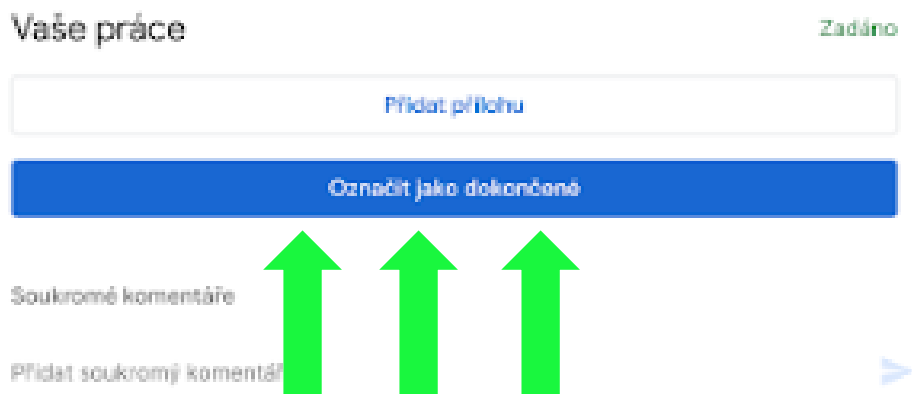 Vaše práce
Zadáno
Přidat přílohu
Označit jako dokončené
Soukromé komentáře
Přidat soukromý komentář